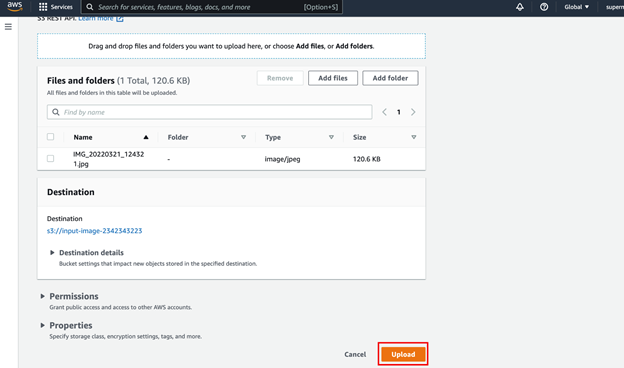 aws
Services
Search for services, features, blogs, docs, and more
[Option+S]
Global
supern
S3 REST API. Learn more
Drag and drop files and folders you want to upload here, or choose Add files, or Add folders.
Files and folders (1 Total, 120.6 KB)
Remove
Add files
Add folder
All files and folders in this table will be uploaded.
Find by name
1
Name
Folder
Type
Size
IMG_20220321_12432
1.jpg
-
image/jpeg
120.6 KB
Destination
Destination
s3://input-image-2342343223
Destination details
Bucket settings that impact new objects stored in the specified destination.
Permissions
Grant public access and access to other AWS accounts.
Properties
Specify storage class, encryption settings, tags, and more.
Cancel
Upload